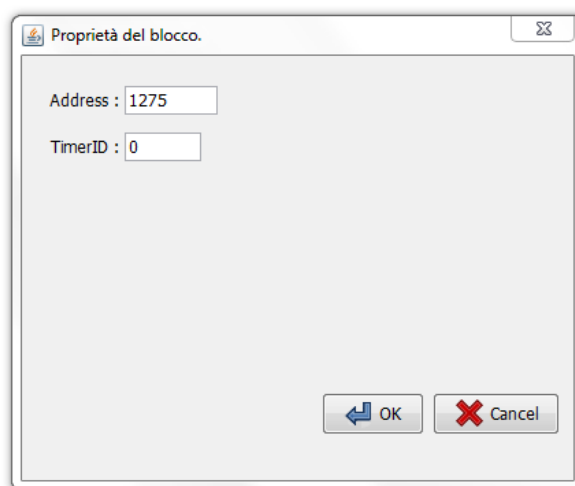 Proprietà del blocco.
Address : 1275
TimerID : 0
OK Cancel